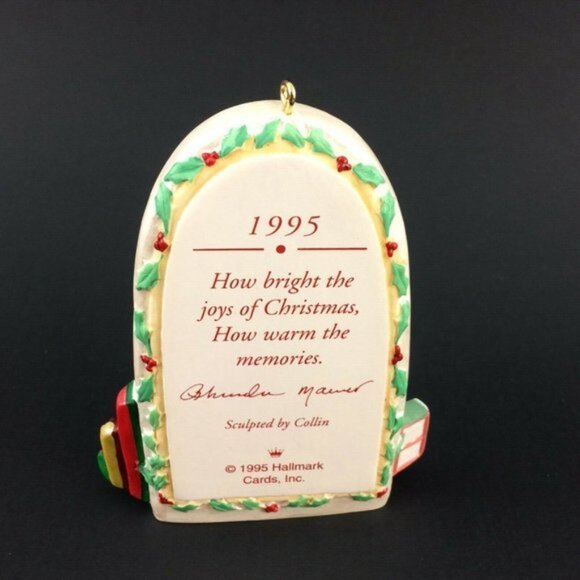 1995
How bright the
joys of Christmas,
How warm the
memories.
Sculpted by Collin
© 1995 Hallmark
Cards, Inc.